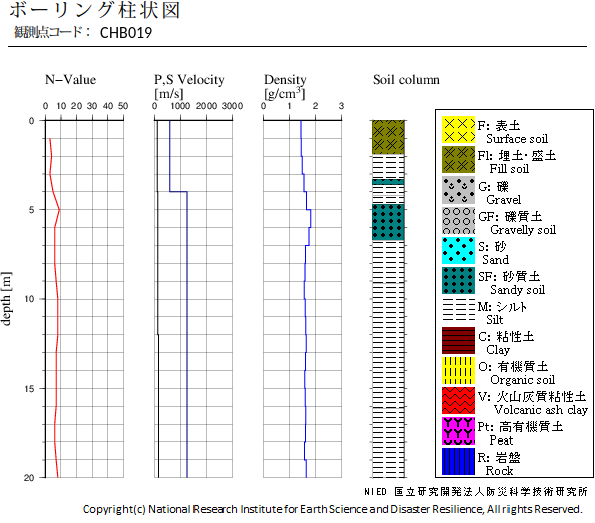 ボーリング柱状図
観測点コード： CHB019
N−Value
P,S Velocity
[m/s]
Density
[g/cm³]
Soil column
0 10 20 30 40 50
0 1000 2000 3000
0 1 2 3
0
5
10
15
20
depth [m]
F: 表土
Surface soil
Fl: 埋土・盛土
Fill soil
G: 礫
Gravel
GF: 礫質土
Gravelly soil
S: 砂
Sand
SF: 砂質土
Sandy soil
M: シルト
Silt
C: 粘性土
Clay
O: 有機質土
Organic soil
V: 火山灰質粘性土
Volcanic ash clay
Pt: 高有機質土
Peat
R: 岩盤
Rock
NIED 国立研究開発法人防災科学技術研究所
Copyright(c) National Research Institute for Earth Science and Disaster Resilience, All rights Reserved.